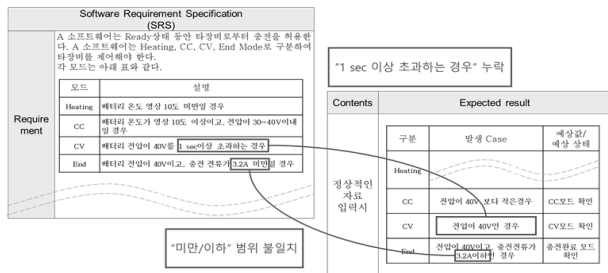 Software Requirement Specification
(SRS)
Require
ment
A 소프트웨어는 Ready상태 동안 타장비로부터 충전을 허용한
다. A 소프트웨어는 Heating, CC, CV, End Mode로 구분하여
타장비를 제어해야 한다.
각 모드는 아래 표와 같다.
모드 설명
Heating 배터리 온도 영상 10도 미만일 경우
CC 배터리 온도가 영상 10도 이상이고, 전압이 30~40V이내
일 경우
CV 배터리 전압이 40V를 1 sec이상 초과하는 경우
End 배터리 전압이 40V이고, 충전 전류가 3.2A 미만일 경우
"1 sec 이상 초과하는 경우" 누락
"미만/이하" 범위 불일치
Contents Expected result
정상적인
자료
입력시
구분 발생 Case 예상값/
예상 상태
Heating
CC 전압이 40V 보다 작은경우 CC모드 확인
CV 전압이 40V인 경우 CV모드 확인
End 전압이 40V이고, 충전전류가
3.2A이하인 경우 충전완료 모드
확인